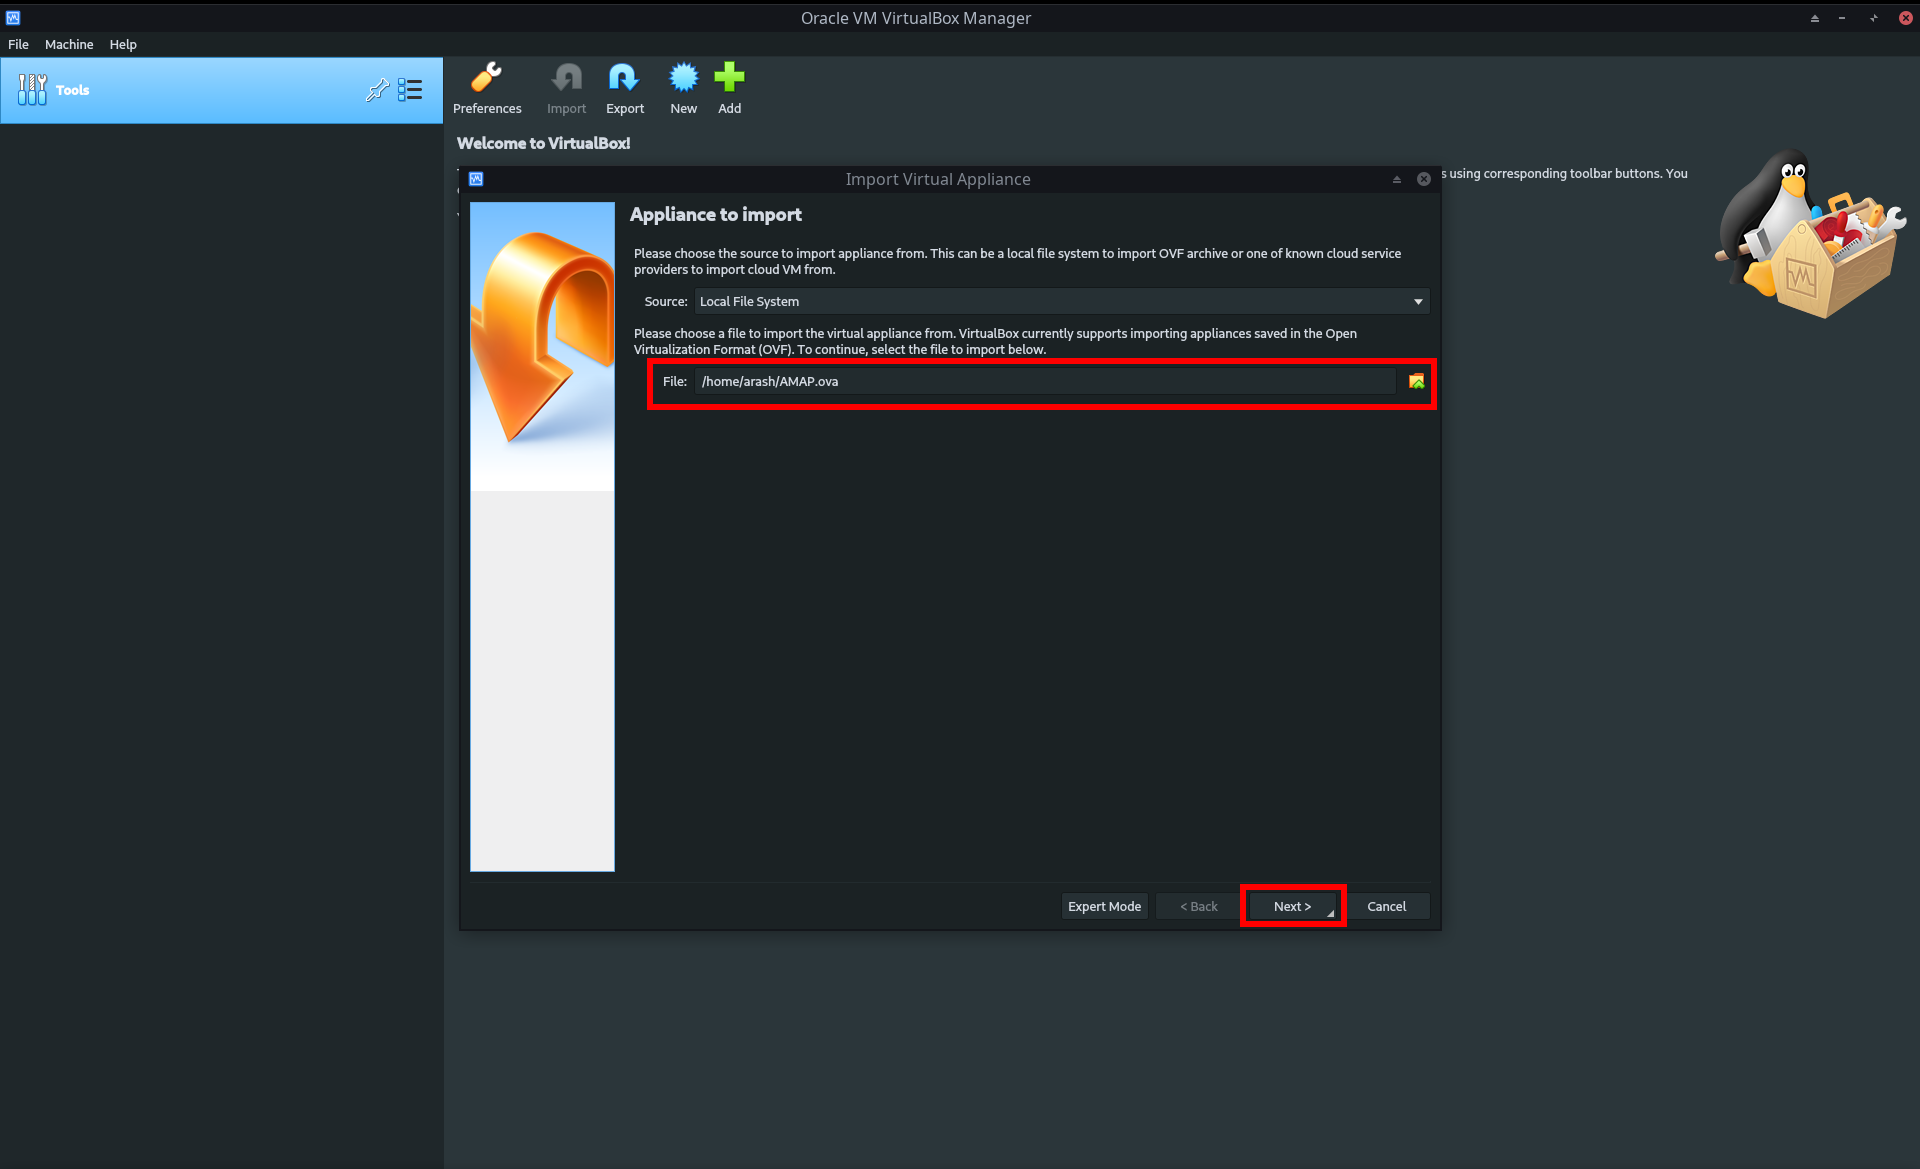 Oracle VM VirtualBox Manager
File Machine Help
Tools
Preferences Import Export New Add
Welcome to VirtualBox!
using corresponding toolbar buttons. You
Import Virtual Appliance
Appliance to import
Please choose the source to import appliance from. This can be a local file system to import OVF archive or one of known cloud service
providers to import cloud VM from.
Source: Local File System
Please choose a file to import the virtual appliance from. VirtualBox currently supports importing appliances saved in the Open
Virtualization Format (OVF). To continue, select the file to import below.
File: /home/arash/AMAP.ova
Expert Mode < Back Next > Cancel